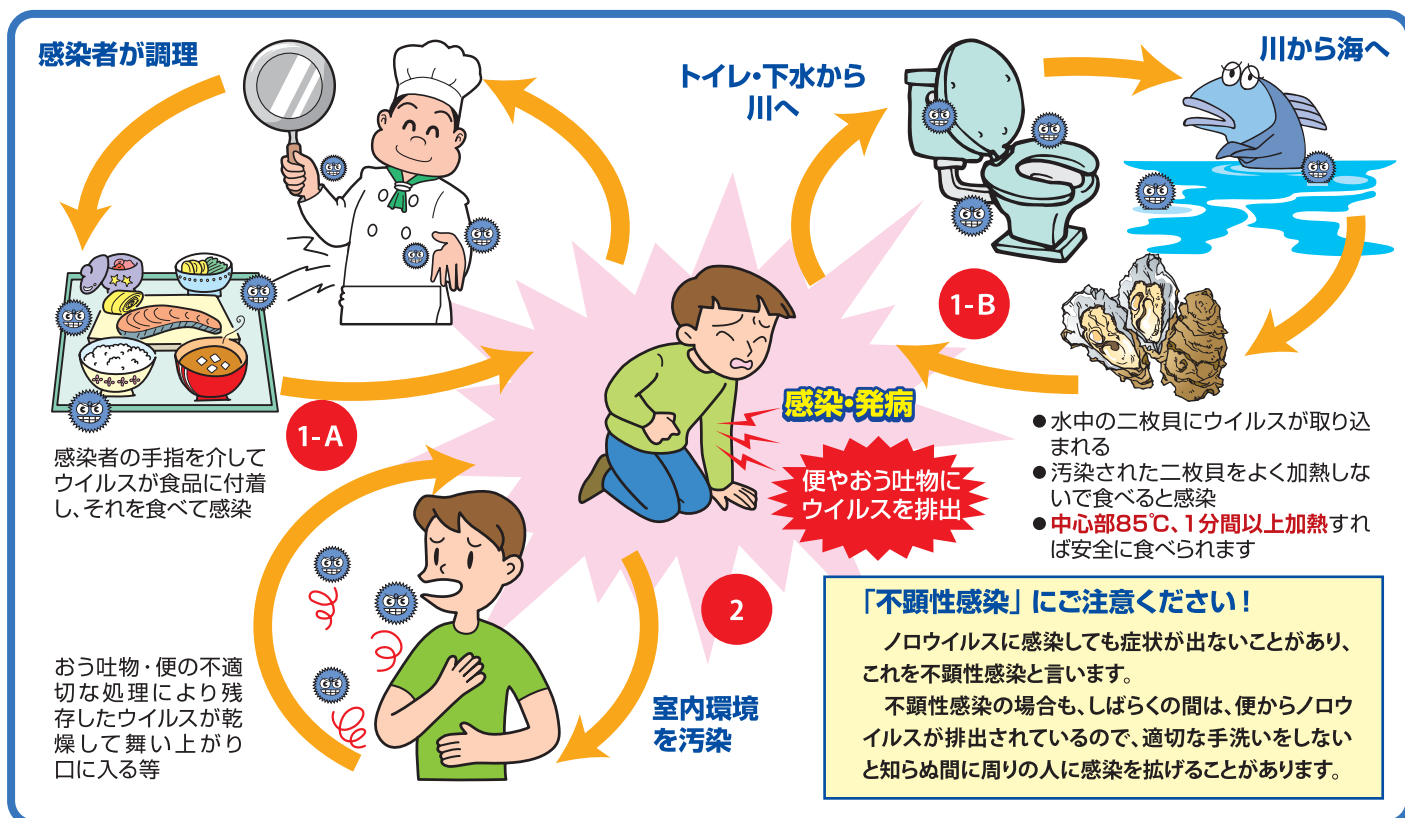 感染者が調理
トイレ・下水から
川へ
川から海へ
1-A
感染者の手指を介して
ウイルスが食品に付着
し、それを食べて感染
1-B
感染・発病
便やおう吐物に
ウイルスを排出
●水中の二枚貝にウイルスが取り込
まれる
●汚染された二枚貝をよく加熱しな
いで食べると感染
●中心部85℃、1分間以上加熱すれ
ば安全に食べられます
2
室内環境
を汚染
おう吐物・便の不適
切な処理により残
存したウイルスが乾
燥して舞い上がり
口に入る等
「不顕性感染」にご注意ください!
ノロウイルスに感染しても症状が出ないことがあり、
これを不顕性感染と言います。
不顕性感染の場合も、しばらくの間は、便からノロウ
イルスが排出されているので、適切な手洗いをしない
と知らぬ間に周りの人に感染を拡げることがあります。